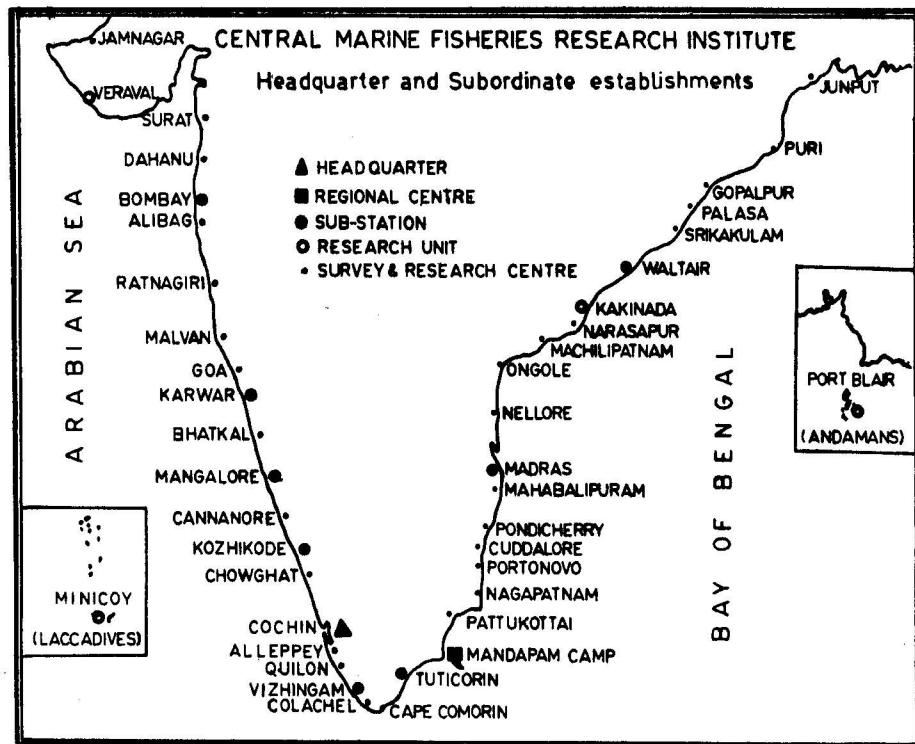 CENTRAL MARINE FISHERIES RESEARCH INSTITUTE
Headquarter and Subordinate establishments
HEADQUARTER
REGIONAL CENTRE
SUB-STATION
RESEARCH UNIT
SURVEY & RESEARCH CENTRE
ARABIAN SEA
JAMNAGAR
VERAVAL
SURAT
DAHANU
BOMBAY
ALIBAG
RATNAGIRI
MALVAN
GOA
KARWAR
BHATKAL
MANGALORE
CANNANORE
KOZHIKODE
CHOWGHAT
COCHIN
ALLEPPEY
QUILON
VIZHINGAM
COLACHEL
CAPE COMORIN
TUTICORIN
MANDAPAM CAMP
PATTUKOTTAI
NAGAPATNAM
PORTONOVO
CUDDALORE
PONDICHERRY
MAHABALIPURAM
MADRAS
NELLORE
ONGOLE
MACHILIPATNAM
NARASAPUR
KAKINADA
WALTAIR
SRIKAKULAM
PALASA
GOPALPUR
PURI
JUNPUT
BAY OF BENGAL
MINICOY
(LACCADIVES)
PORT BLAIR
(ANDAMANS)